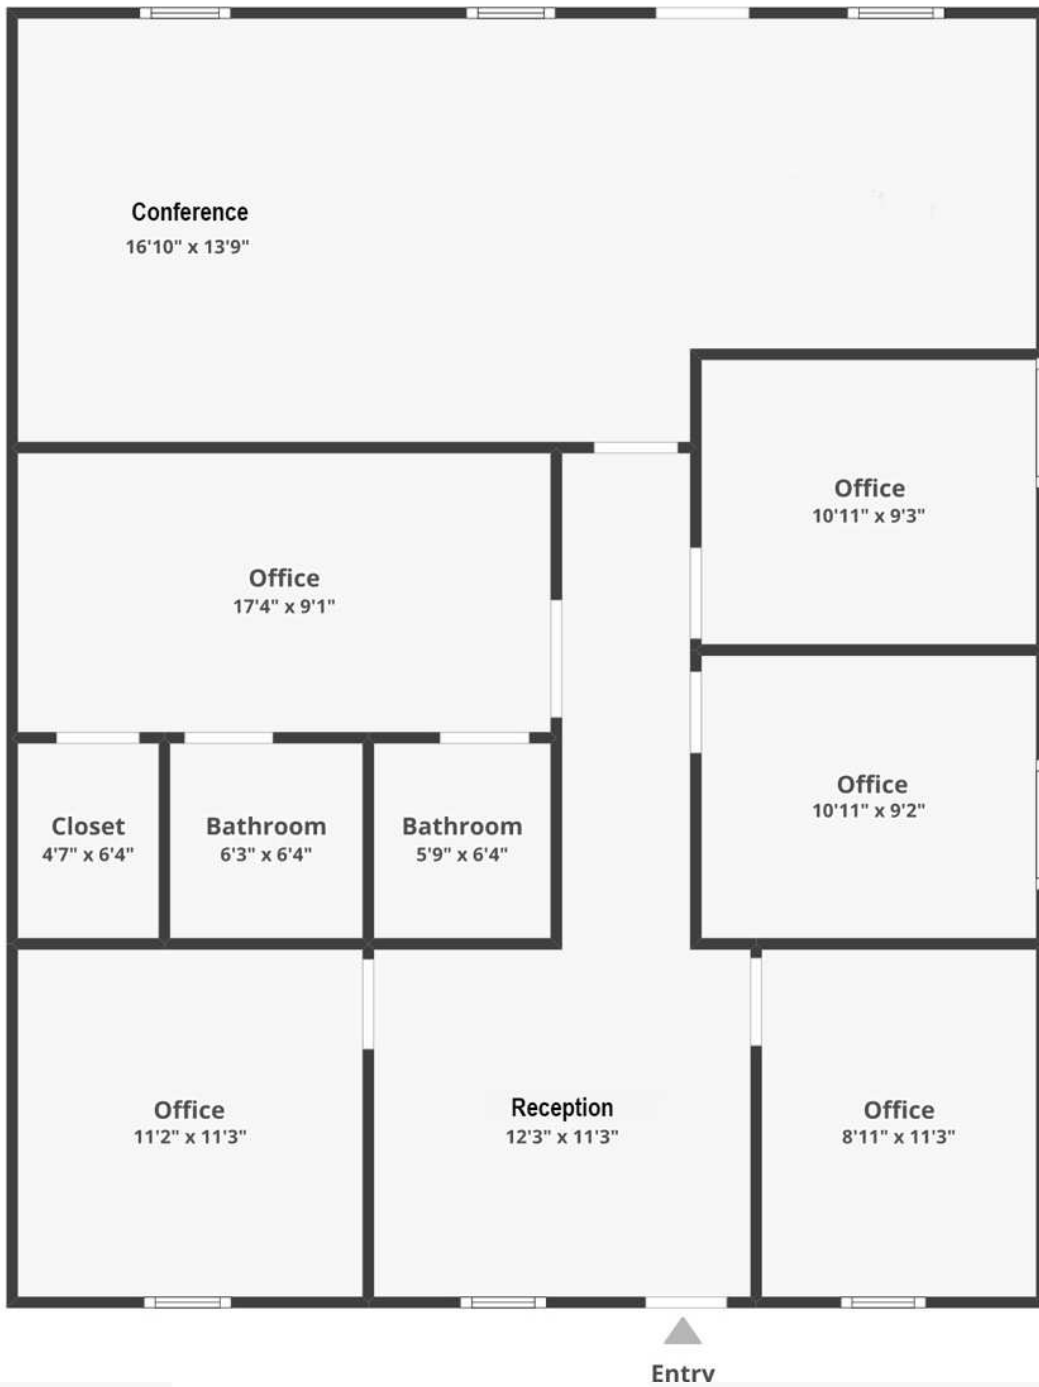 Conference
16'10" x 13'9"
Office
10'11" x 9'3"
Office
17'4" x 9'1"
Office
10'11" x 9'2"
Closet
4'7" x 6'4"
Bathroom
6'3" x 6'4"
Bathroom
5'9" x 6'4"
Office
11'2" x 11'3"
Reception
12'3" x 11'3"
Office
8'11" x 11'3"
Entry